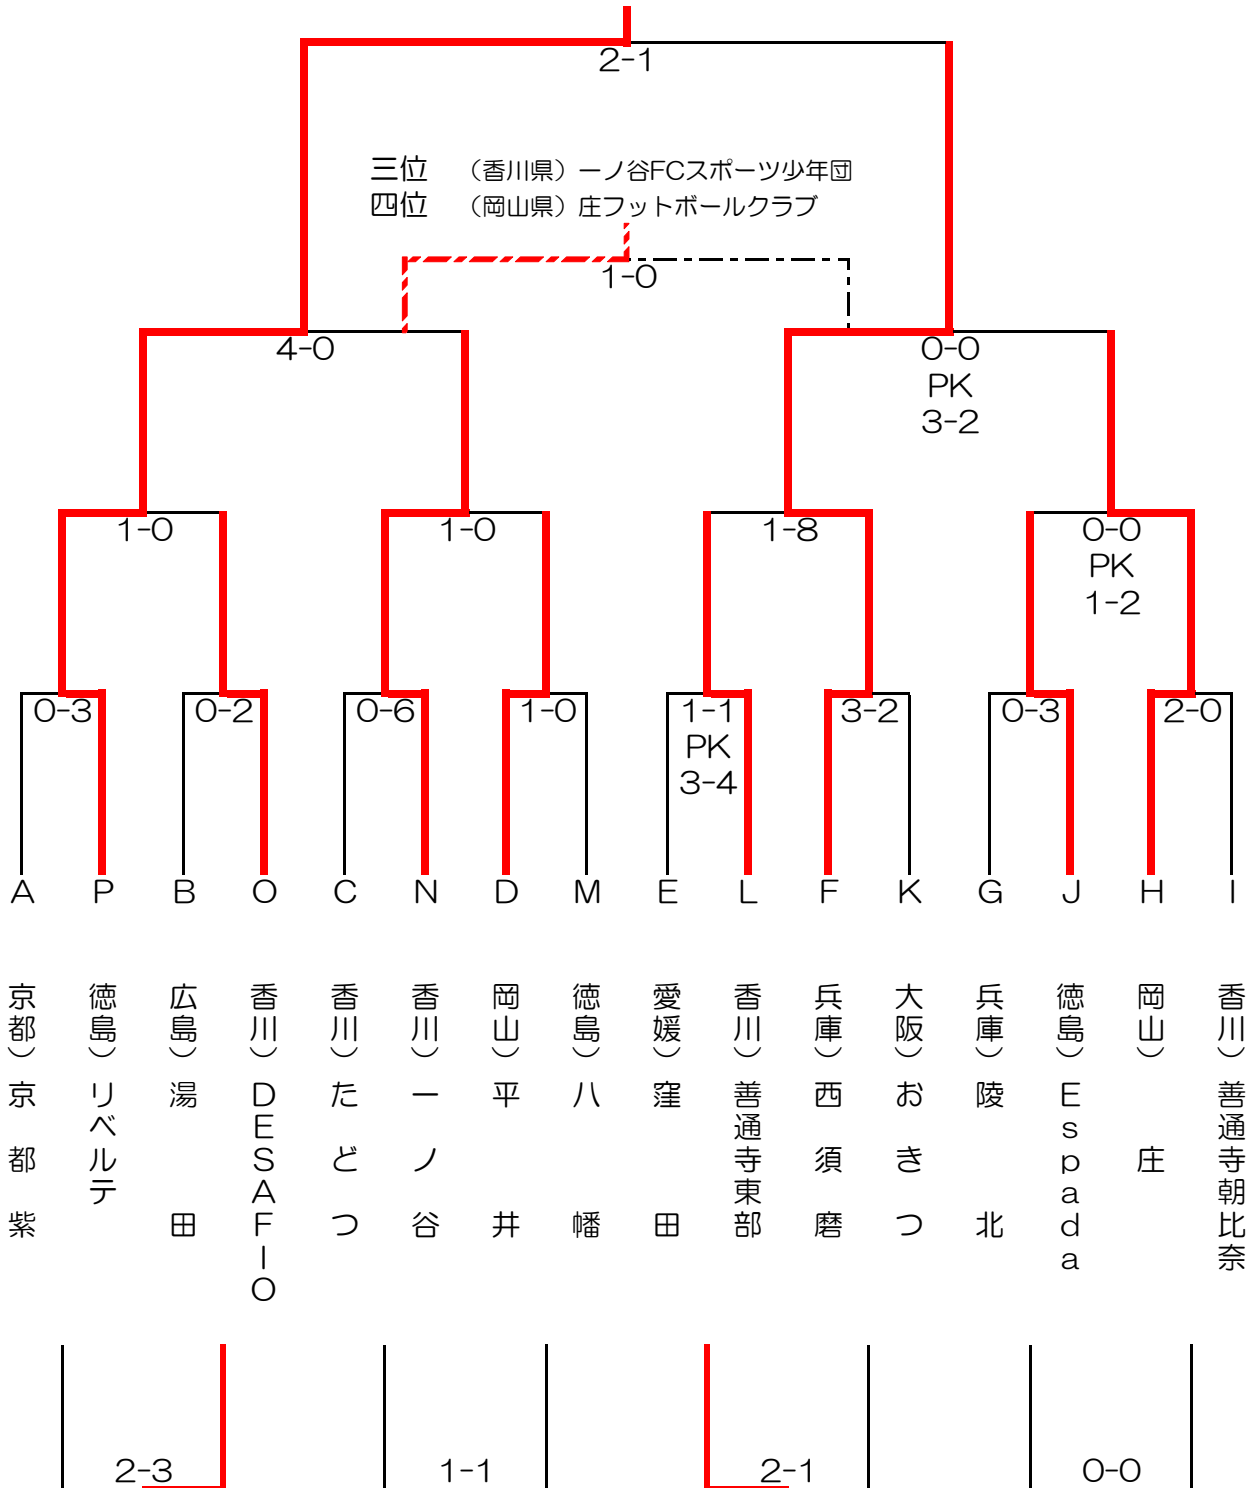 2-1
三位 （香川県）一ノ谷FCスポーツ少年団
四位 （岡山県）庄フットボールクラブ
1-0
4-0
0-0
PK
3-2
1-0
1-0
1-8
0-0
PK
1-2
0-3
0-2
0-6
1-0
1-1
PK
3-4
3-2
0-3
2-0
A P B O C N D M E L F K G J H I
京都）京都紫
徳島）リベルテ
広島）湯田
香川）DESAFIO
香川）たどつ
香川）一ノ谷
岡山）平井
徳島）八幡
愛媛）窪田
香川）善通寺東部
兵庫）西須磨
大阪）おきつ
兵庫）陵北
徳島）Espada
岡山）庄
香川）善通寺朝比奈
2-3
1-1
2-1
0-0